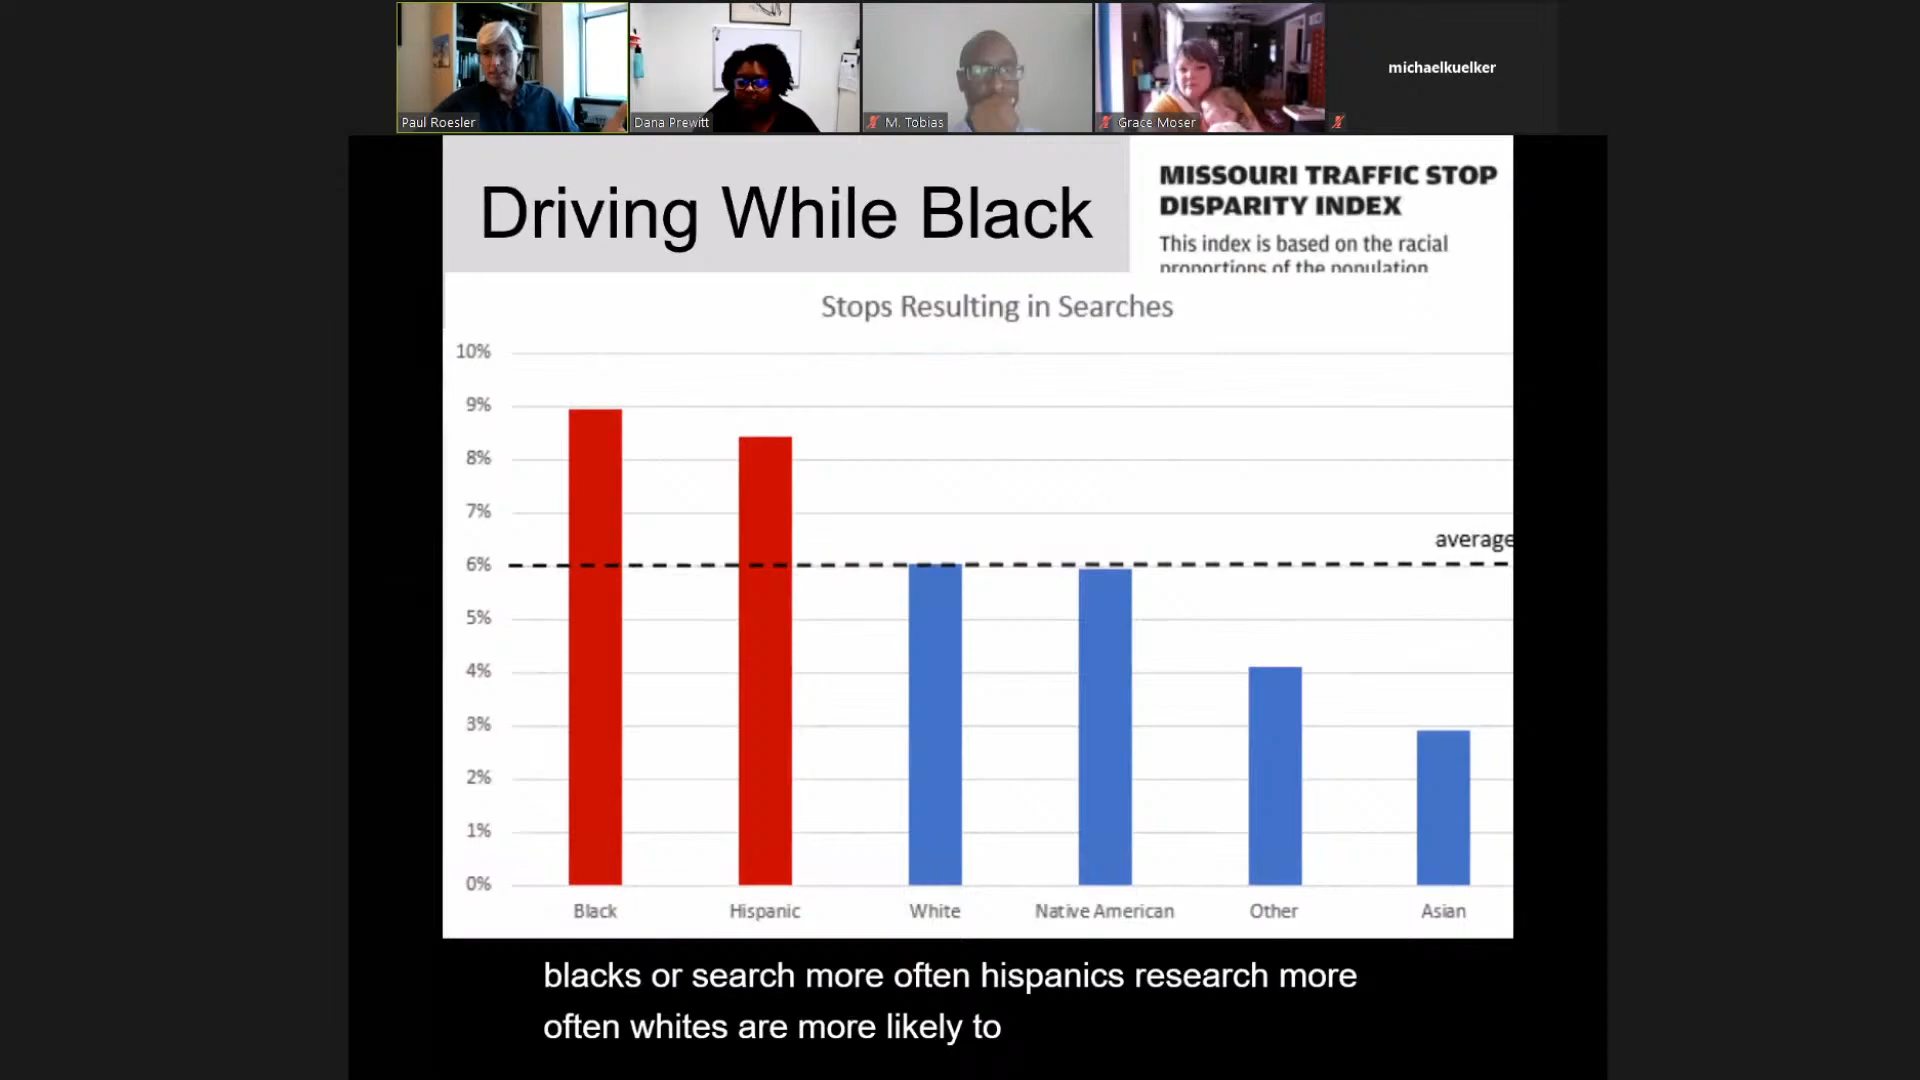 Paul Roesler
Dana Prewitt
M. Tobias
Grace Moser
michaelkuelker
Driving While Black
MISSOURI TRAFFIC STOP
DISPARITY INDEX
This index is based on the racial
proportions of the population
Stops Resulting in Searches
10%
9%
8%
7%
average
6%
5%
4%
3%
2%
1%
0%
Black
Hispanic
White
Native American
Other
Asian
blacks or search more often hispanics research more
often whites are more likely to